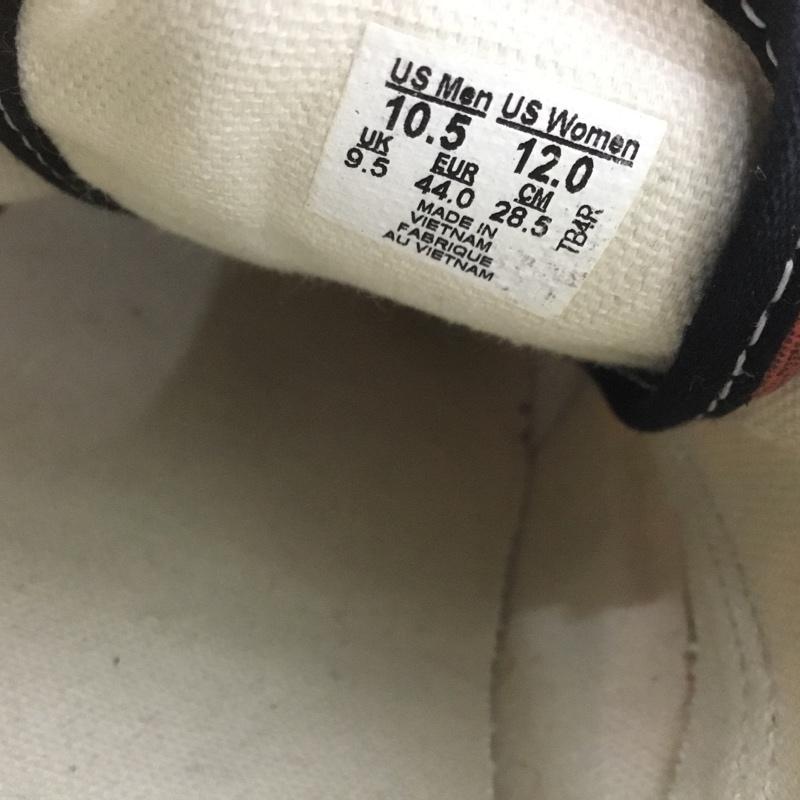 US Men US Women
10.5 12.0
UK EUR CM
9.5 44.0 28.5
TB4R
MADE IN
VIETNAM
FABRIQUE
AU VIETNAM